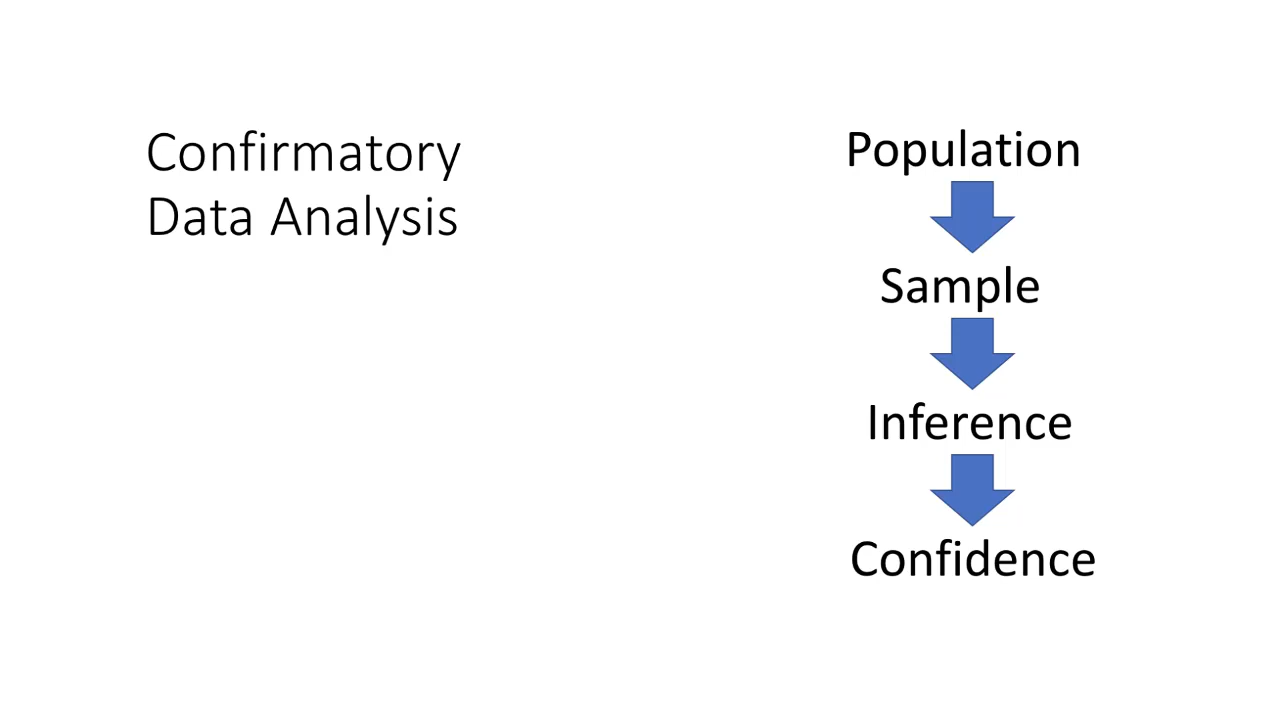 Confirmatory
Data Analysis
Population
Sample
Inference
Confidence